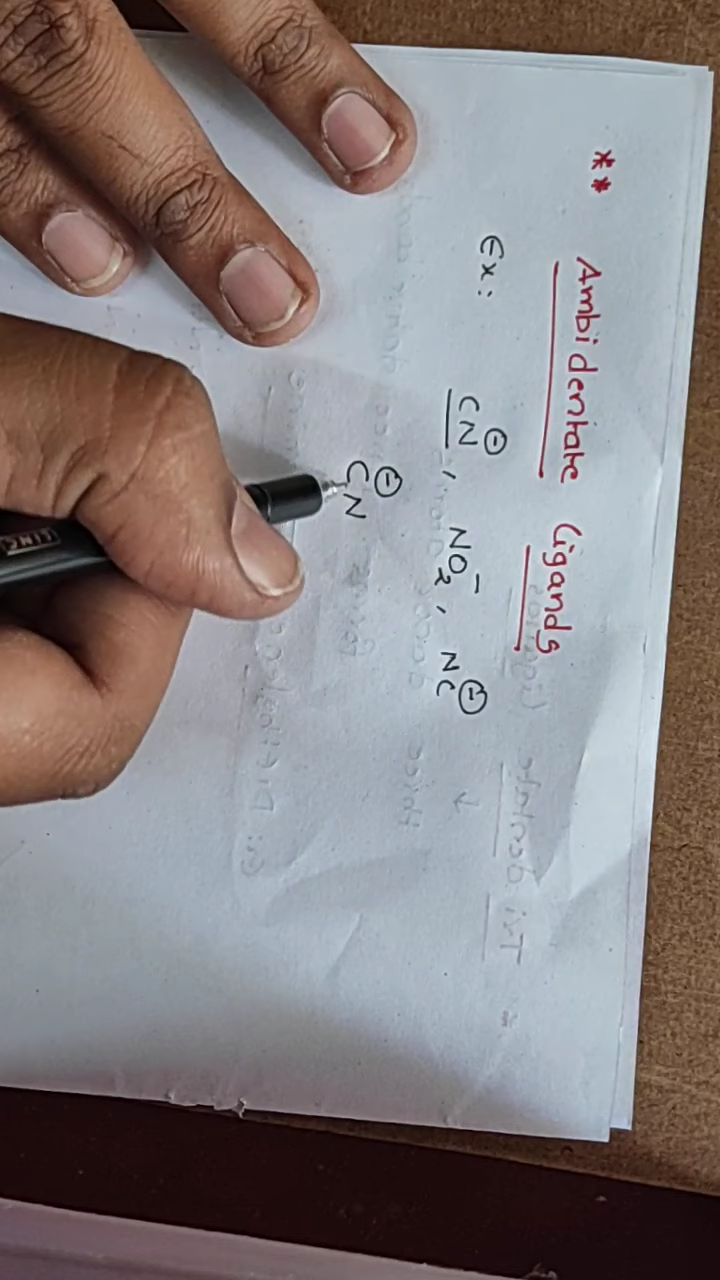 ** Ambidentate Ligands
Ex: CN⊖, NO₂⁻, NC⊖
CN⊖